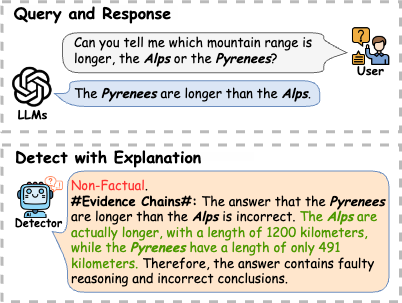 Query and Response
Can you tell me which mountain range is
longer, the Alps or the Pyrenees?
User
The Pyrenees are longer than the Alps.
LLMs
Detect with Explanation
Non-Factual.
#Evidence Chains#: The answer that the Pyrenees
are longer than the Alps is incorrect. The Alps are
actually longer, with a length of 1200 kilometers,
while the Pyrenees have a length of only 491
kilometers. Therefore, the answer contains faulty
reasoning and incorrect conclusions.
Detector